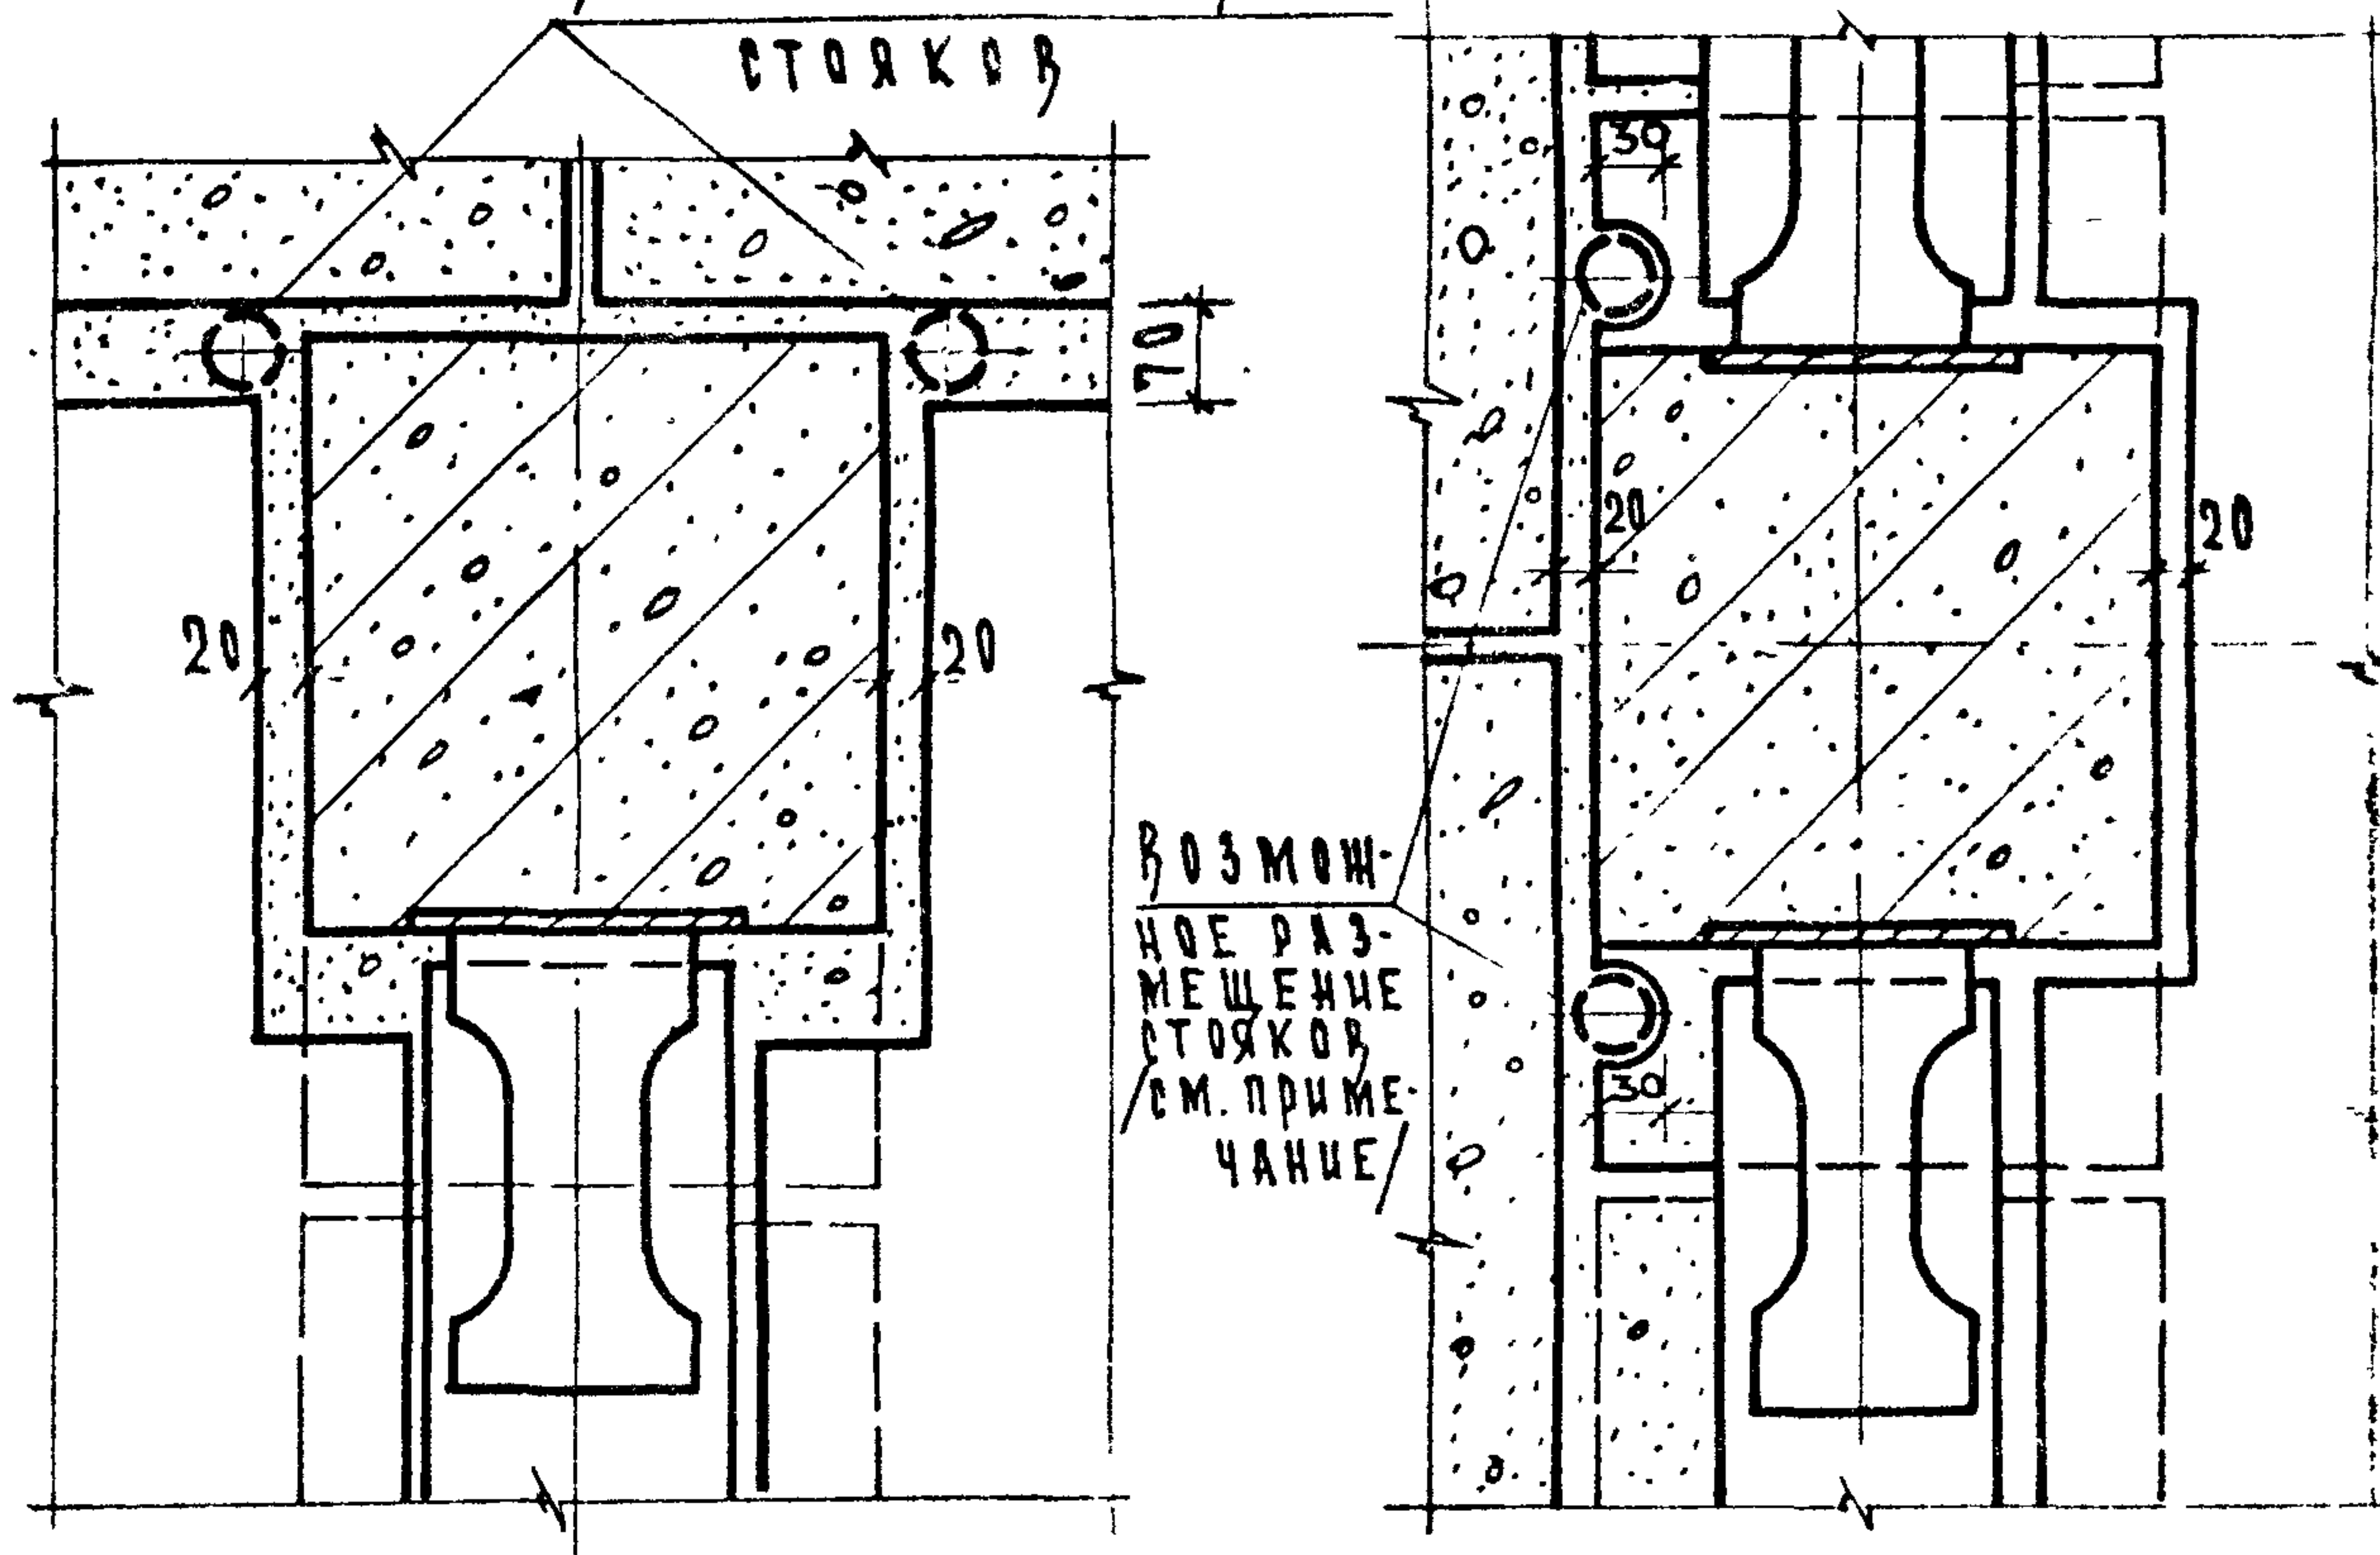 СТОЯКОВ
30
70
20
20
20
20
ВОЗМОЖ-
НОЕ РАЗ-
МЕЩЕНИЕ
СТОЯКОВ
/СМ. ПРИМЕ-
ЧАНИЕ/
30